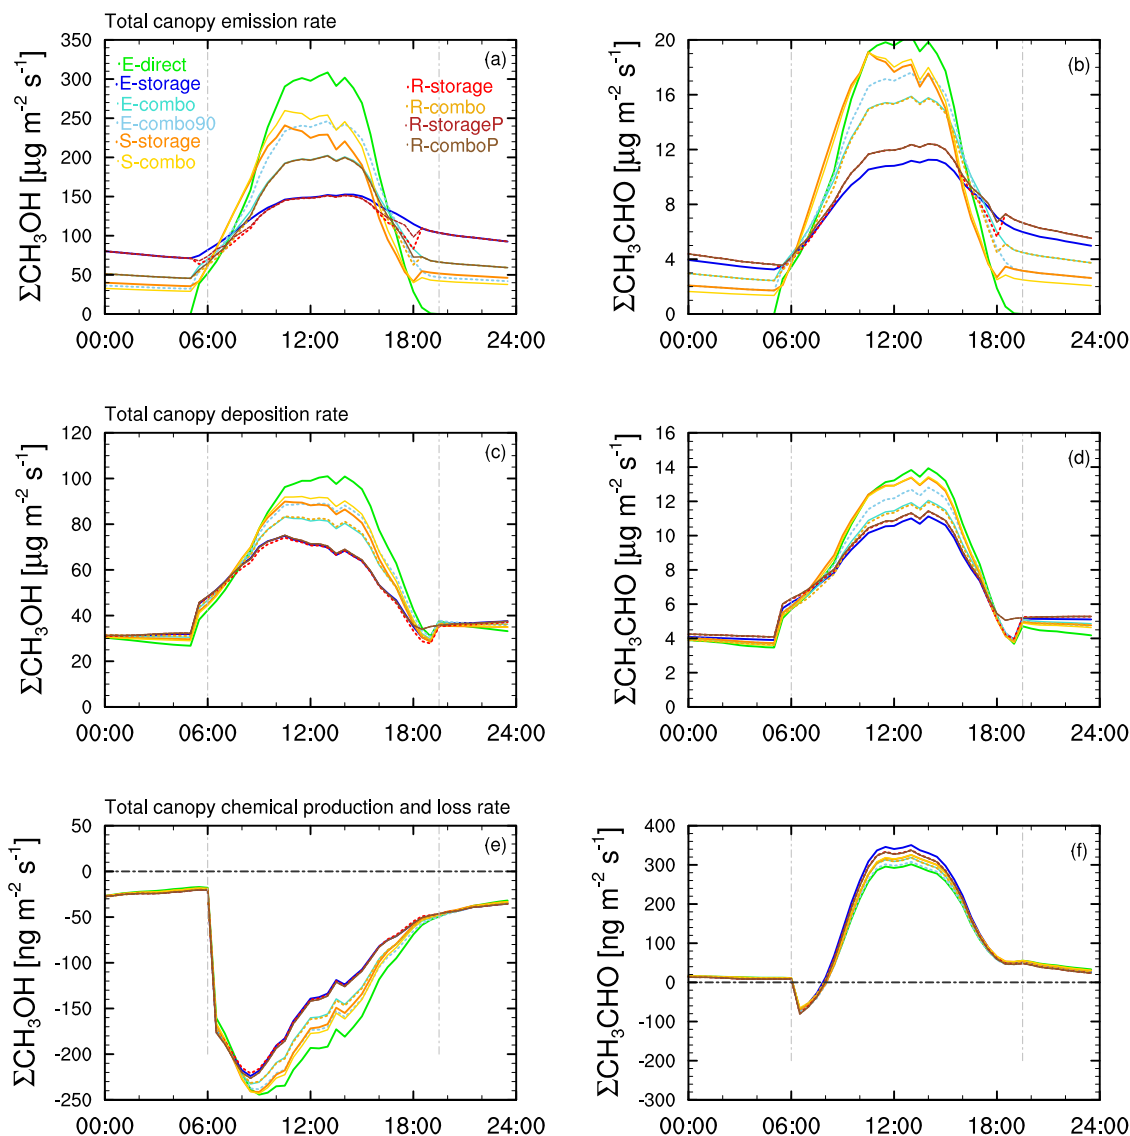 Total canopy emission rate
ΣCH₃OH [µg m⁻² s⁻¹]
350
300
250
200
150
100
50
0
(a)
·E-direct
·E-storage
·E-combo
·E-combo90
·S-storage
·S-combo
·R-storage
·R-combo
·R-storageP
·R-comboP
00:00 06:00 12:00 18:00 24:00
ΣCH₃CHO [µg m⁻² s⁻¹]
20
16
12
8
4
0
(b)
00:00 06:00 12:00 18:00 24:00
Total canopy deposition rate
ΣCH₃OH [µg m⁻² s⁻¹]
120
100
80
60
40
20
0
(c)
00:00 06:00 12:00 18:00 24:00
ΣCH₃CHO [µg m⁻² s⁻¹]
16
14
12
10
8
6
4
2
0
(d)
00:00 06:00 12:00 18:00 24:00
Total canopy chemical production and loss rate
ΣCH₃OH [ng m⁻² s⁻¹]
50
0
-50
-100
-150
-200
-250
(e)
00:00 06:00 12:00 18:00 24:00
ΣCH₃CHO [ng m⁻² s⁻¹]
400
300
200
100
0
-100
-200
-300
(f)
00:00 06:00 12:00 18:00 24:00